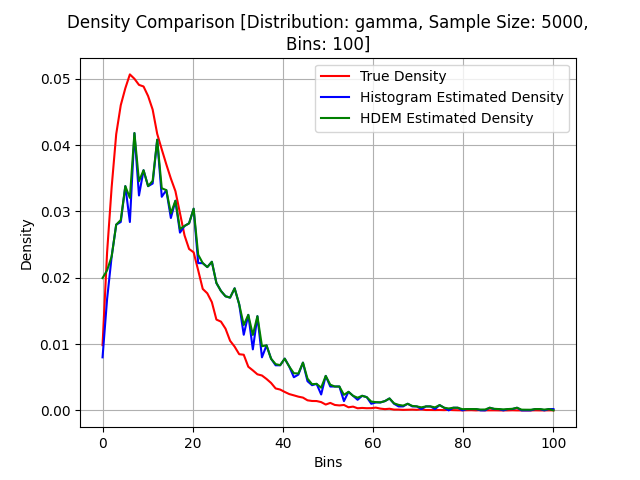 Density Comparison [Distribution: gamma, Sample Size: 5000,
Bins: 100]
True Density
Histogram Estimated Density
HDEM Estimated Density
Density
0.05
0.04
0.03
0.02
0.01
0.00
0 20 40 60 80 100
Bins